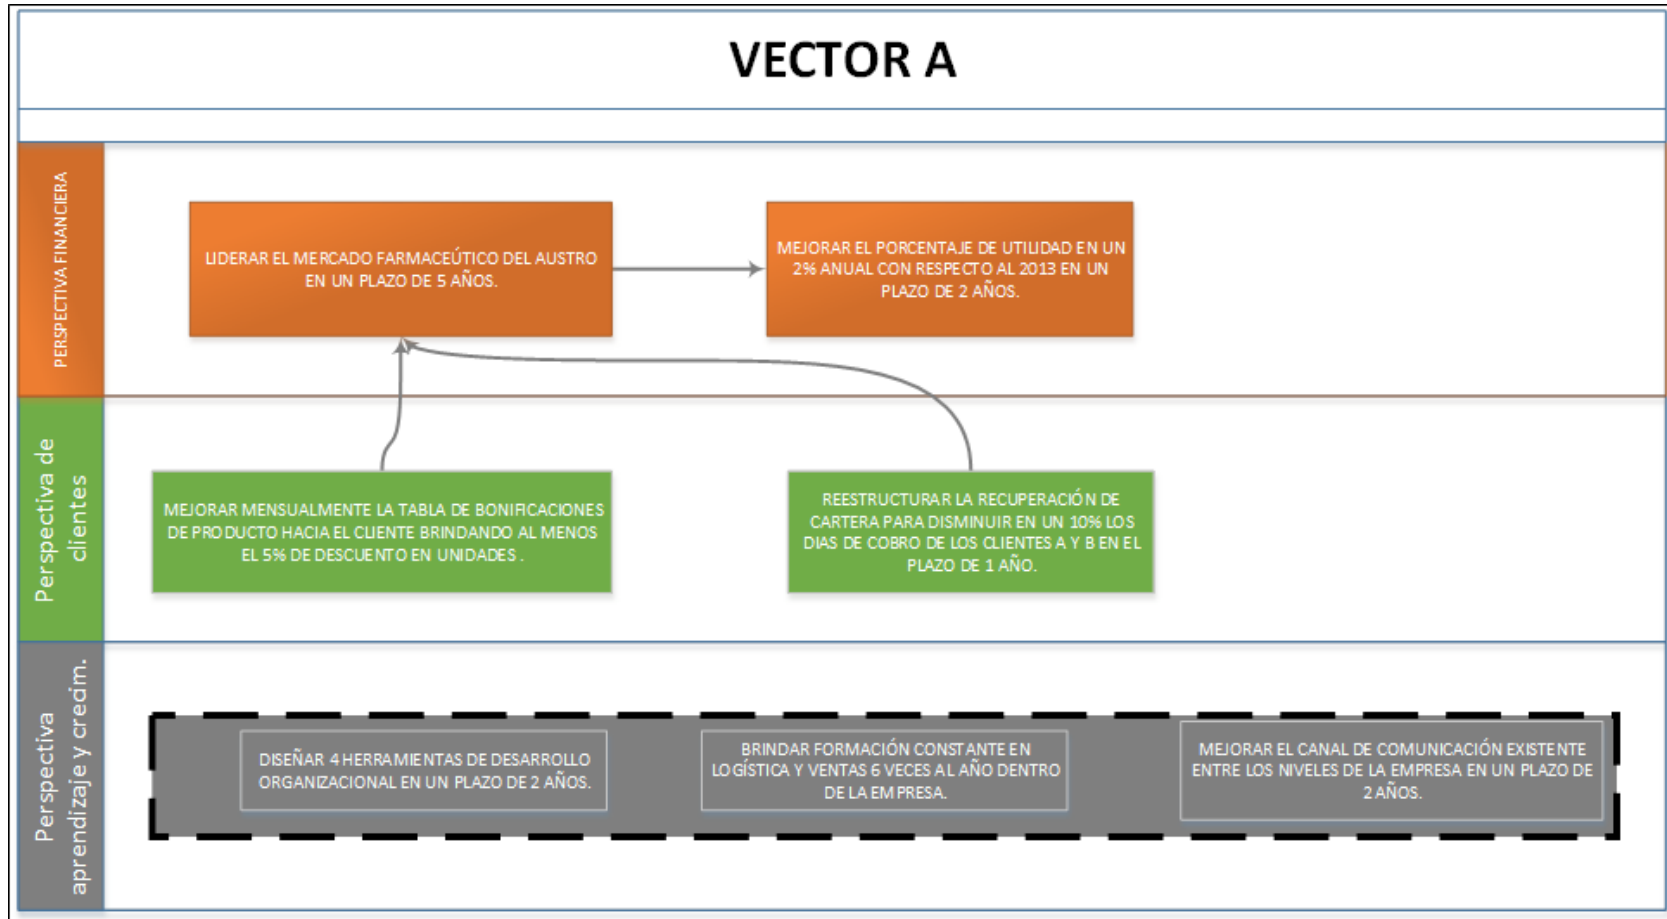 VECTOR A
PERSPECTIVA FINANCIERA
LIDERAR EL MERCADO FARMACEÚTICO DEL AUSTRO
EN UN PLAZO DE 5 AÑOS.
MEJORAR EL PORCENTAJE DE UTILIDAD EN UN
2% ANUAL CON RESPECTO AL 2013 EN UN
PLAZO DE 2 AÑOS.
Perspectiva de
clientes
MEJORAR MENSUALMENTE LA TABLA DE BONIFICACIONES
DE PRODUCTO HACIA EL CLIENTE BRINDANDO AL MENOS
EL 5% DE DESCUENTO EN UNIDADES .
REESTRUCTURAR LA RECUPERACIÓN DE
CARTERA PARA DISMINUIR EN UN 10% LOS
DIAS DE COBRO DE LOS CLIENTES A Y B EN EL
PLAZO DE 1 AÑO.
Perspectiva
aprendizaje y crecim.
DISEÑAR 4 HERRAMIENTAS DE DESARROLLO
ORGANIZACIONAL EN UN PLAZO DE 2 AÑOS.
BRINDAR FORMACIÓN CONSTANTE EN
LOGÍSTICA Y VENTAS 6 VECES AL AÑO DENTRO
DE LA EMPRESA.
MEJORAR EL CANAL DE COMUNICACIÓN EXISTENTE
ENTRE LOS NIVELES DE LA EMPRESA EN UN PLAZO DE
2 AÑOS.